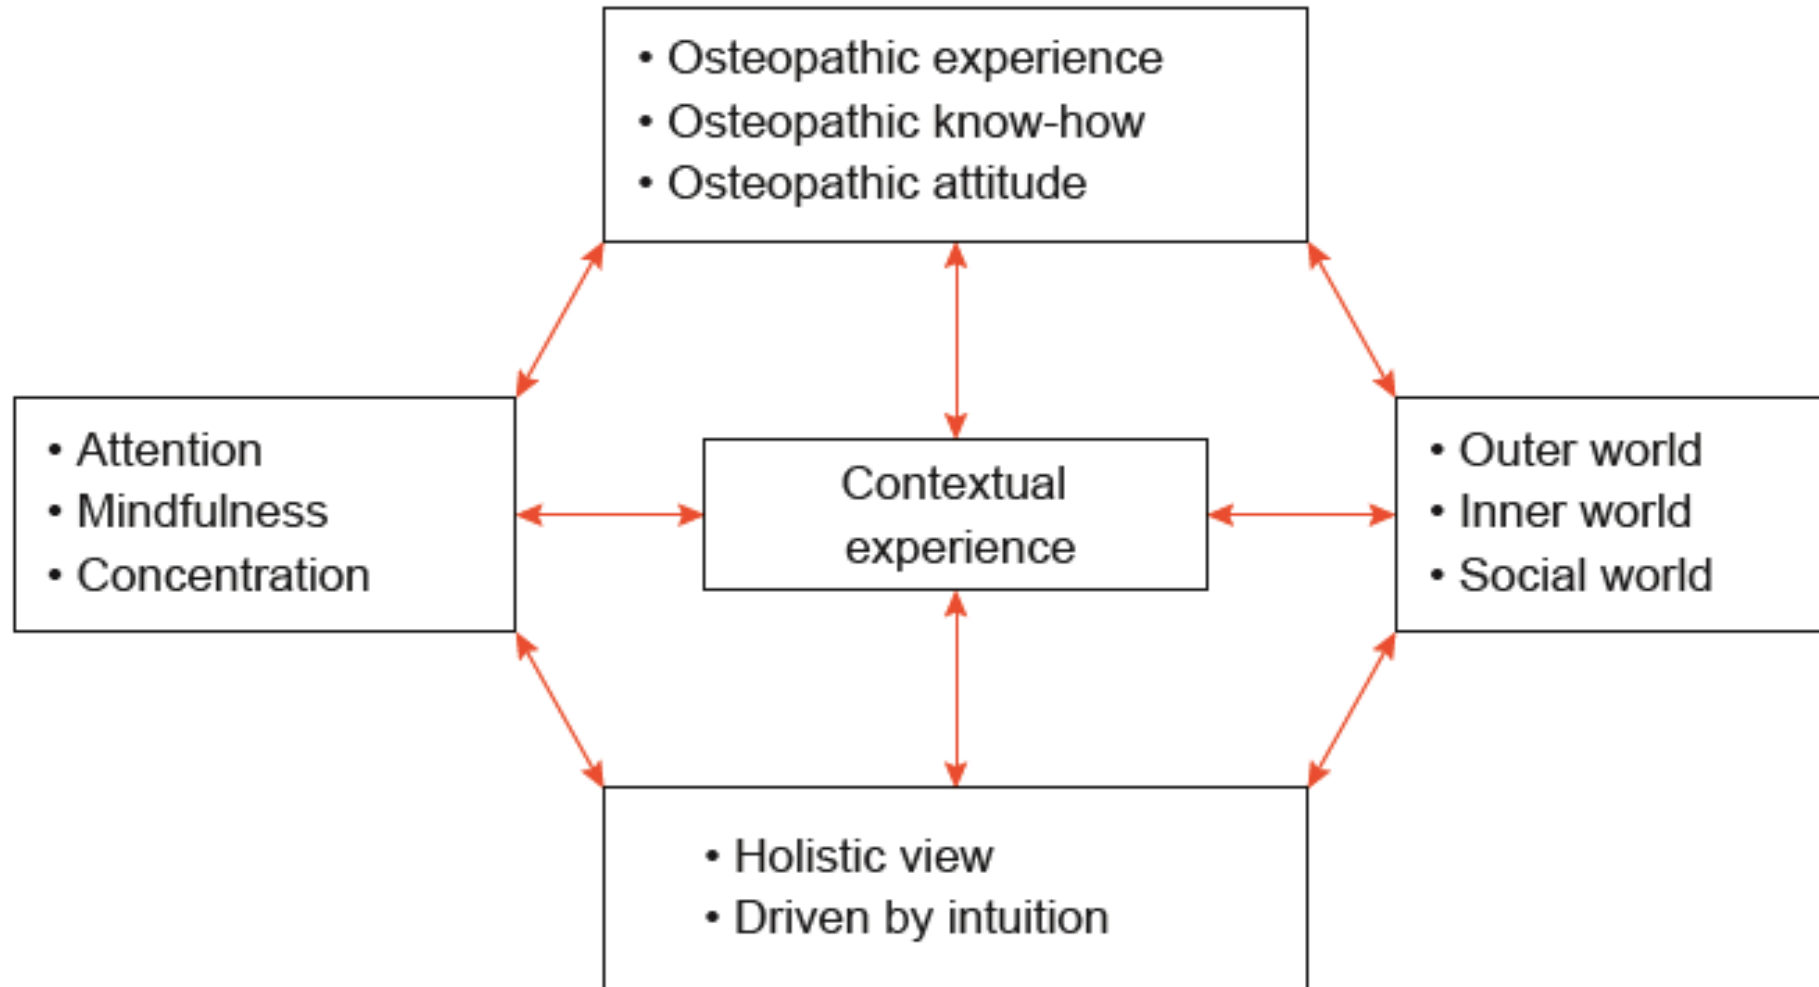 • Osteopathic experience
• Osteopathic know-how
• Osteopathic attitude
• Attention
• Mindfulness
• Concentration
Contextual
experience
• Outer world
• Inner world
• Social world
• Holistic view
• Driven by intuition